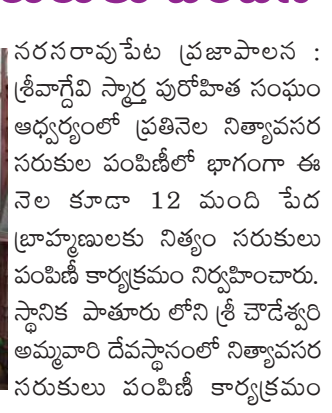 నరసరావుపేట ప్రజాపాలన :
శ్రీవాగ్దేవి స్మార్త పురోహిత సంఘం
ఆధ్వర్యంలో ప్రతినెల నిత్యావసర
సరుకుల పంపిణీలో భాగంగా ఈ
నెల కూడా 12 మంది పేద
బ్రాహ్మణులకు నిత్యం సరుకులు
పంపిణీ కార్యక్రమం నిర్వహించారు.
స్థానిక పాతూరు లోని శ్రీ చౌడేశ్వరి
అమ్మవారి దేవస్థానంలో నిత్యావసర
సరుకులు పంపిణీ కార్యక్రమం